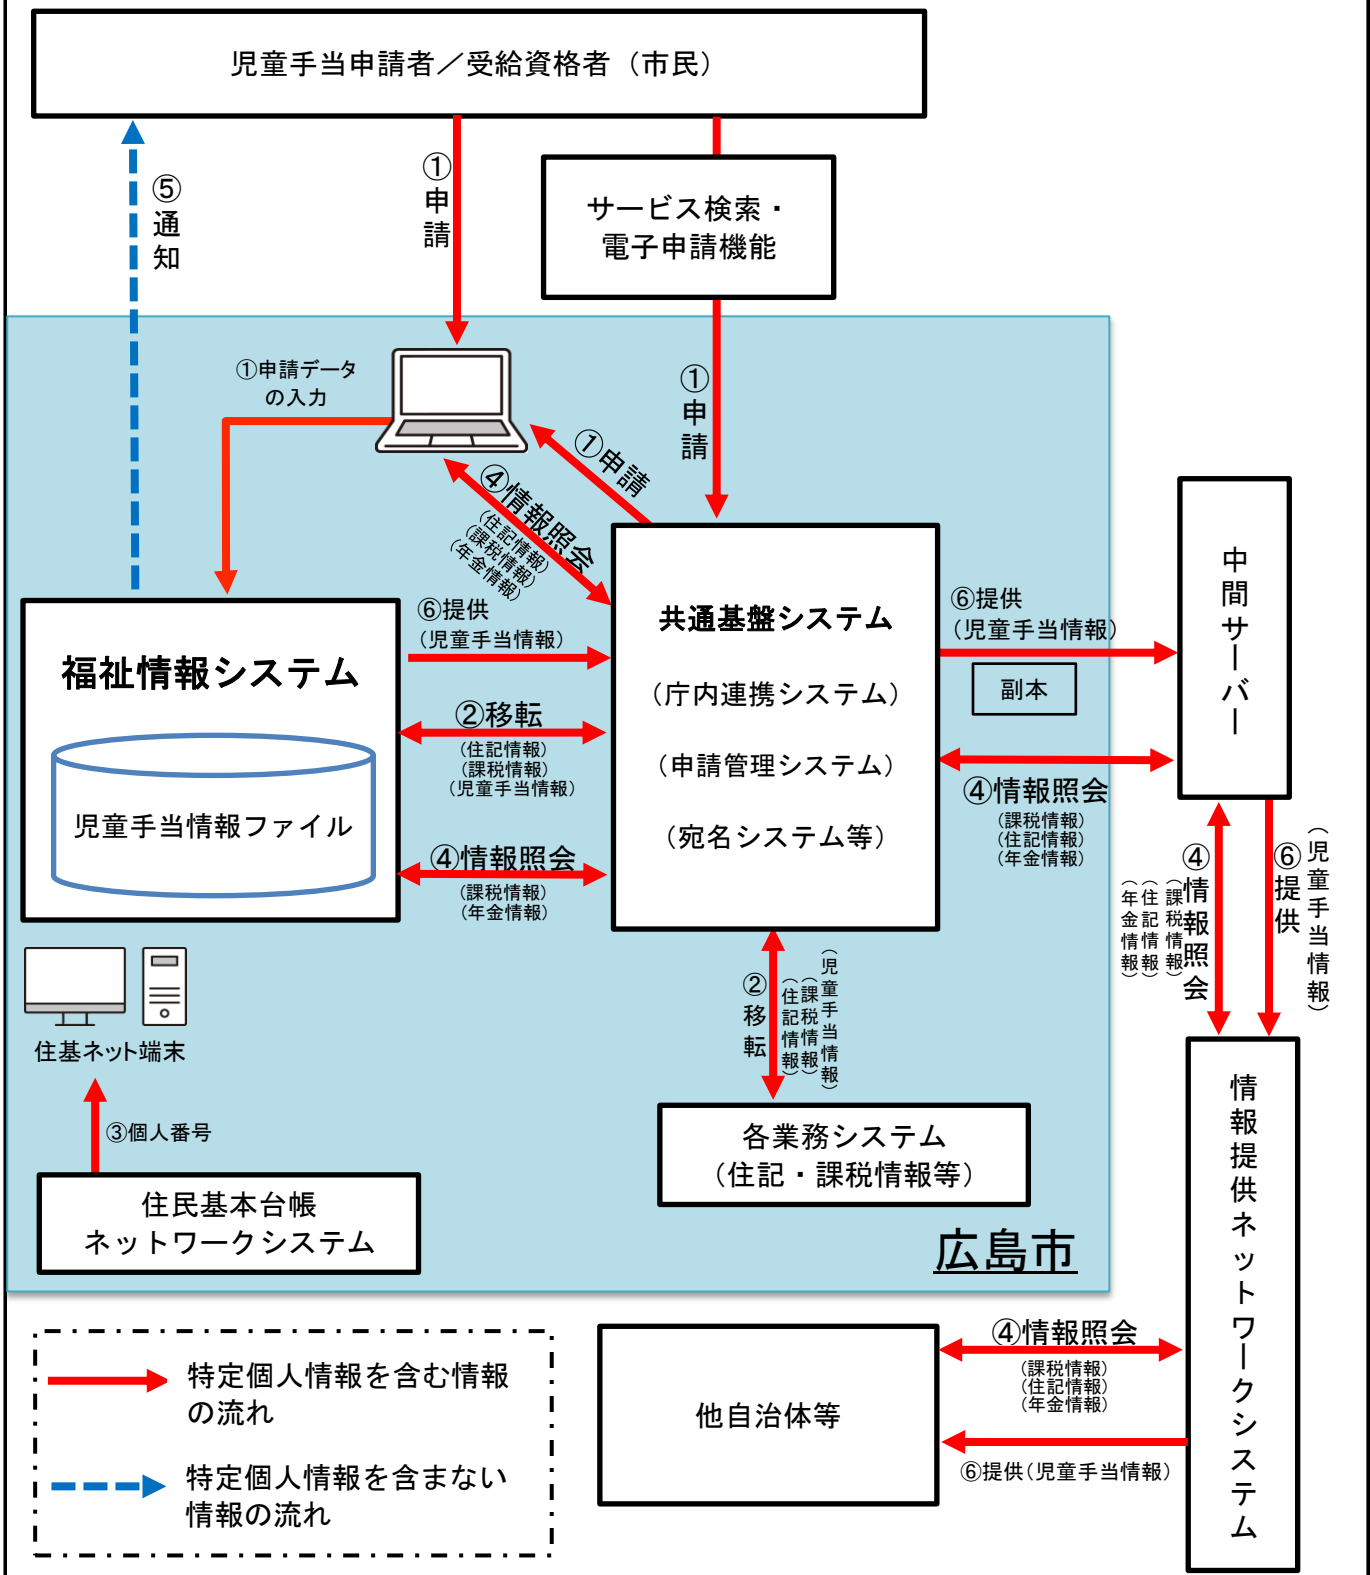 児童手当申請者／受給資格者（市民）
⑤通知
①申請
サービス検索・
電子申請機能
①申請データ
の入力
①申請
①申請
④情報照会
（住記情報）
（課税情報）
（年金情報）
福祉情報システム
児童手当情報ファイル
⑥提供
（児童手当情報）
②移転
（住記情報）
（課税情報）
（児童手当情報）
④情報照会
（課税情報）
（年金情報）
共通基盤システム
（庁内連携システム）
（申請管理システム）
（宛名システム等）
⑥提供
（児童手当情報）
副本
④情報照会
（課税情報）
（住記情報）
（年金情報）
中間サーバー
④情報照会
（課税情報）
（住記情報）
（年金情報）
⑥提供
（児童手当情報）
住基ネット端末
③個人番号
住民基本台帳
ネットワークシステム
②移転
（児童手当情報）
（課税情報）
（住記情報）
各業務システム
（住記・課税情報等）
広島市
情報提供ネットワークシステム
特定個人情報を含む情報
の流れ
特定個人情報を含まない
情報の流れ
他自治体等
④情報照会
（課税情報）
（住記情報）
（年金情報）
⑥提供（児童手当情報）